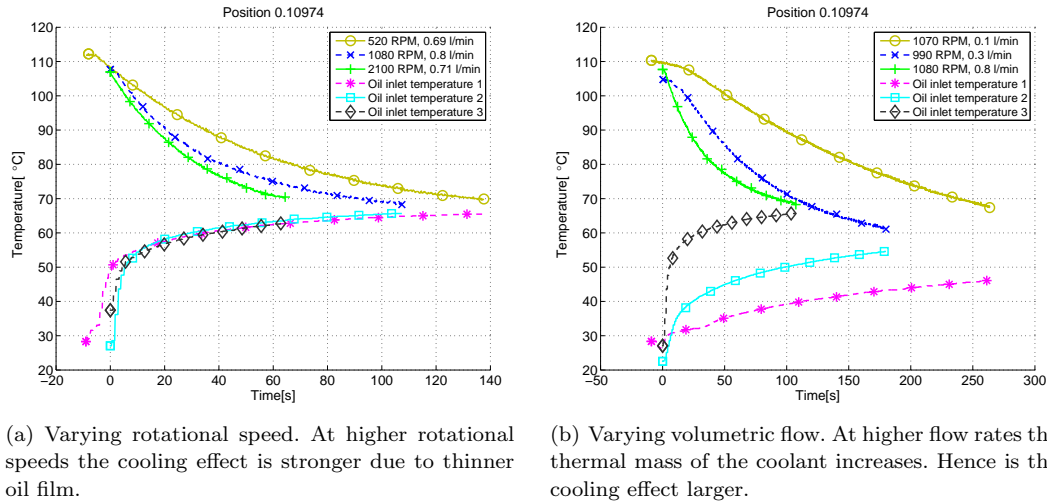 Position 0.10974
120
110
100
90
80
70
60
50
40
30
20
−20
0
20
40
60
80
100
120
140
Time[s]
Temperature[ °C]
520 RPM, 0.69 l/min
1080 RPM, 0.8 l/min
2100 RPM, 0.71 l/min
Oil inlet temperature 1
Oil inlet temperature 2
Oil inlet temperature 3
(a) Varying rotational speed. At higher rotational
speeds the cooling effect is stronger due to thinner
oil film.
Position 0.10974
120
110
100
90
80
70
60
50
40
30
20
−50
0
50
100
150
200
250
300
Time[s]
Temperature[ °C]
1070 RPM, 0.1 l/min
990 RPM, 0.3 l/min
1080 RPM, 0.8 l/min
Oil inlet temperature 1
Oil inlet temperature 2
Oil inlet temperature 3
(b) Varying volumetric flow. At higher flow rates th
thermal mass of the coolant increases. Hence is th
cooling effect larger.